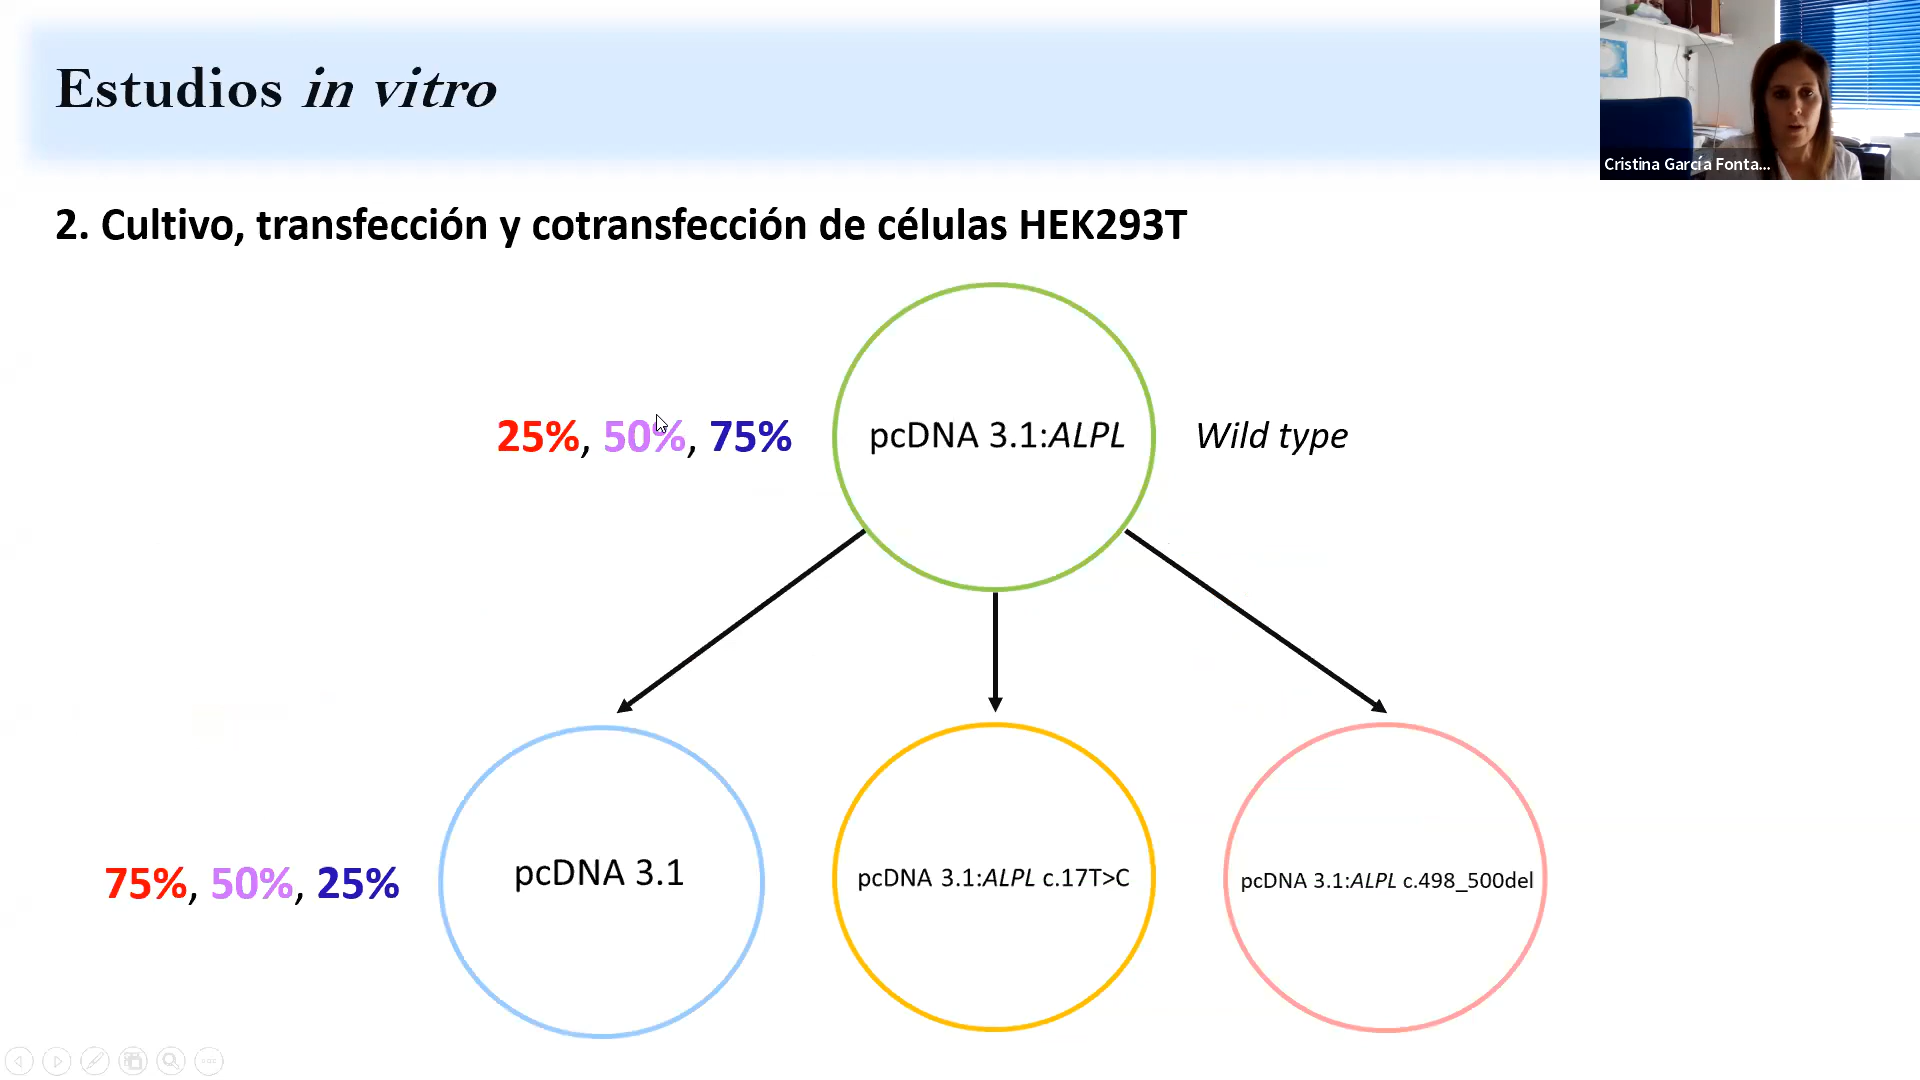 Estudios in vitro
Cristina García Fonta...
2. Cultivo, transfección y cotransfección de células HEK293T
25%, 50%, 75%
pcDNA 3.1:ALPL
Wild type
75%, 50%, 25%
pcDNA 3.1
pcDNA 3.1:ALPL c.17T>C
pcDNA 3.1:ALPL c.498_500del